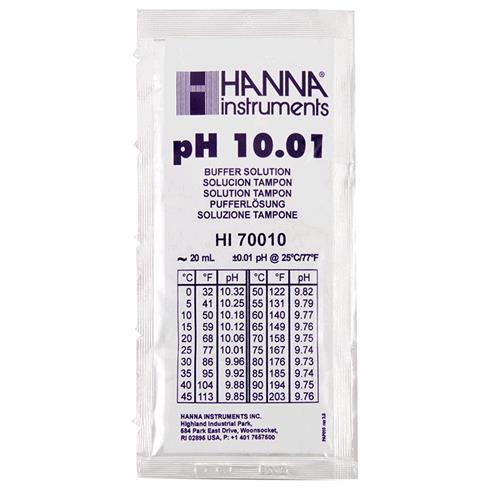 HANNA®
instruments
pH 10.01
BUFFER SOLUTION
SOLUCION TAMPON
SOLUTION TAMPON
PUFFERLÖSUNG
SOLUZIONE TAMPONE
HI 70010
~ 20 mL ±0.01 pH @ 25°C/77°F
°C °F pH °C °F pH
0 32 10.32 50 122 9.82
5 41 10.25 55 131 9.79
10 50 10.18 60 140 9.77
15 59 10.12 65 149 9.76
20 68 10.06 70 158 9.75
25 77 10.01 75 167 9.74
30 86 9.96 80 176 9.73
35 95 9.92 85 185 9.74
40 104 9.88 90 194 9.75
45 113 9.85 95 203 9.76
HANNA INSTRUMENTS INC.
Highland Industrial Park,
584 Park East Drive, Woonsocket,
RI 02895 USA, P: +1 401 7657500